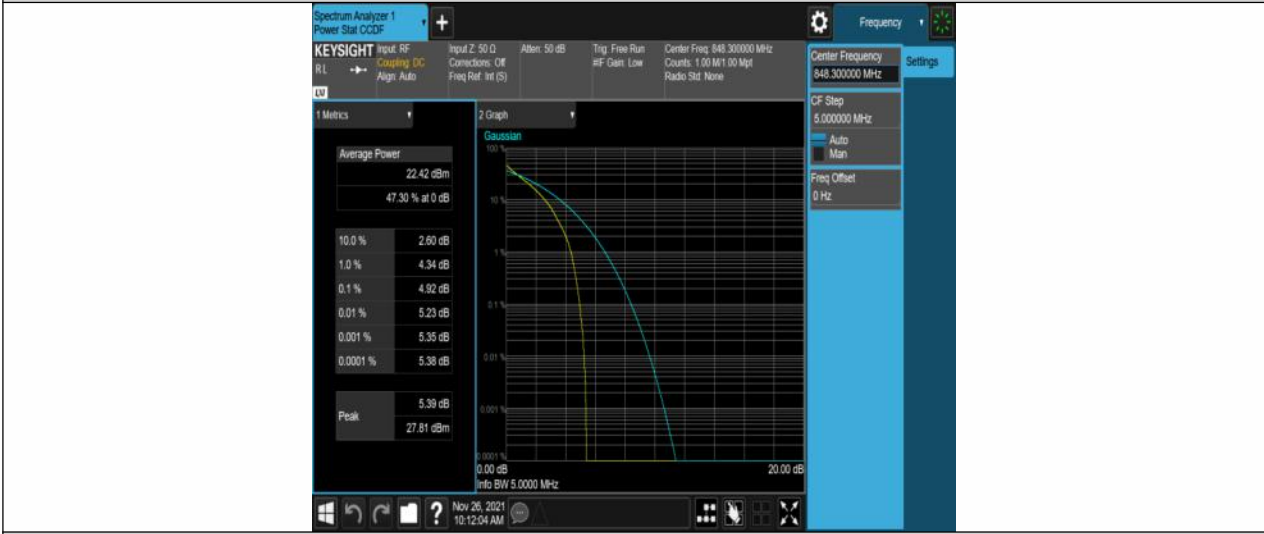 Spectrum Analyzer 1
Power Stat CCDF
+
Frequency
KEYSIGHT
Input: RF
Coupling: DC
Align: Auto
Input Z: 50 Ω
Corrections: Off
Freq Ref: Int (S)
Atten: 50 dB
Trig: Free Run
#IF Gain: Low
Center Freq: 848.300000 MHz
Counts: 1.00 M/1.00 Mpt
Radio Std: None
RL
LW
Center Frequency
848.300000 MHz
Settings
CF Step
5.000000 MHz
Auto
Man
Freq Offset
0 Hz
1 Metrics
Average Power
22.42 dBm
47.30 % at 0 dB
10.0 % 2.60 dB
1.0 % 4.34 dB
0.1 % 4.92 dB
0.01 % 5.23 dB
0.001 % 5.35 dB
0.0001 % 5.38 dB
Peak
5.39 dB
27.81 dBm
2 Graph
Gaussian
100 %
10 %
1 %
0.1 %
0.01 %
0.001 %
0.0001 %
0.00 dB 20.00 dB
Info BW 5.0000 MHz
?
Nov 26, 2021
10:12:04 AM